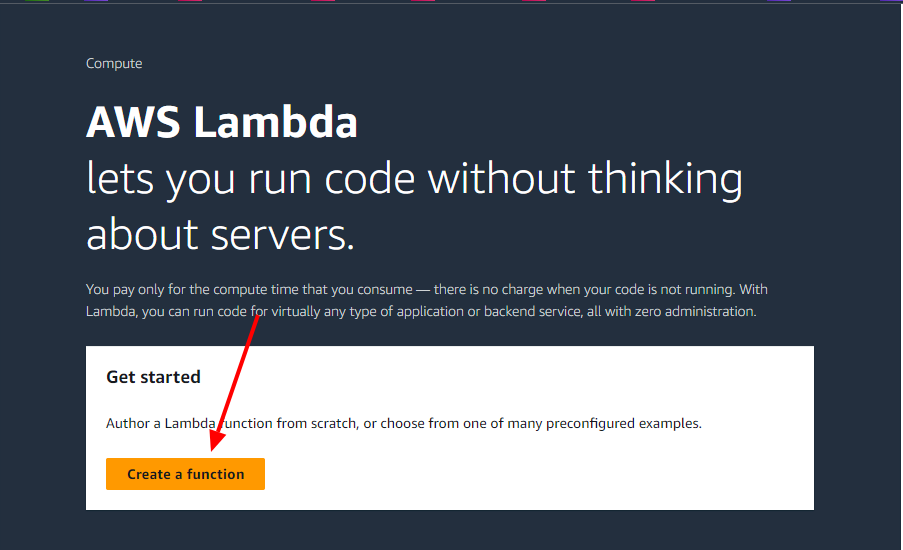 Compute
AWS Lambda
lets you run code without thinking
about servers.
You pay only for the compute time that you consume — there is no charge when your code is not running. With
Lambda, you can run code for virtually any type of application or backend service, all with zero administration.
Get started
Author a Lambda function from scratch, or choose from one of many preconfigured examples.
Create a function